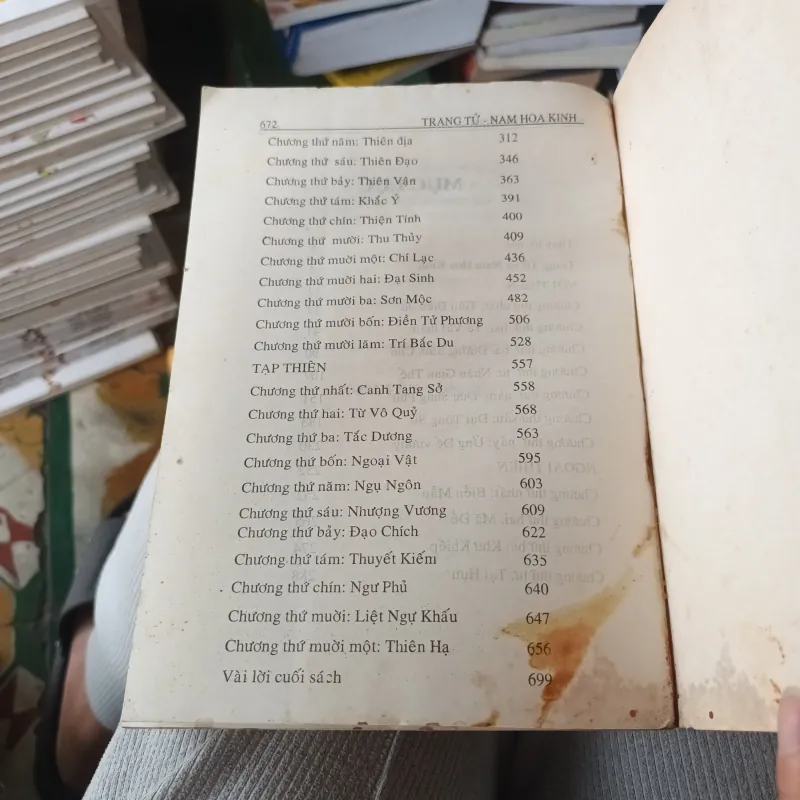 672 TRANG TỬ - NAM HOA KINH
Chương thứ năm: Thiên địa 312
Chương thứ sáu: Thiên Đạo 346
Chương thứ bảy: Thiên Vận 363
Chương thứ tám: Khắc Ý 391
Chương thứ chín: Thiện Tính 400
Chương thứ mười: Thu Thủy 409
Chương thứ muời một: Chí Lạc 436
Chương thứ muời hai: Đạt Sinh 452
Chương thứ mười ba: Sơn Mộc 482
Chương thứ mười bốn: Điền Tử Phương 506
Chương thứ mười lăm: Trí Bắc Du 528
TẠP THIÊN 557
Chương thứ nhất: Canh Tang Sở 558
Chương thứ hai: Từ Vô Quỷ 568
Chương thứ ba: Tắc Dương 563
Chương thứ bốn: Ngoại Vật 595
Chương thứ năm: Ngụ Ngôn 603
Chương thứ sáu: Nhượng Vương 609
Chương thứ bảy: Đạo Chích 622
Chương thứ tám: Thuyết Kiếm 635
Chương thứ chín: Ngư Phủ 640
Chương thứ muời: Liệt Ngự Khấu 647
Chương thứ muời một: Thiên Hạ 656
Vài lời cuối sách 699